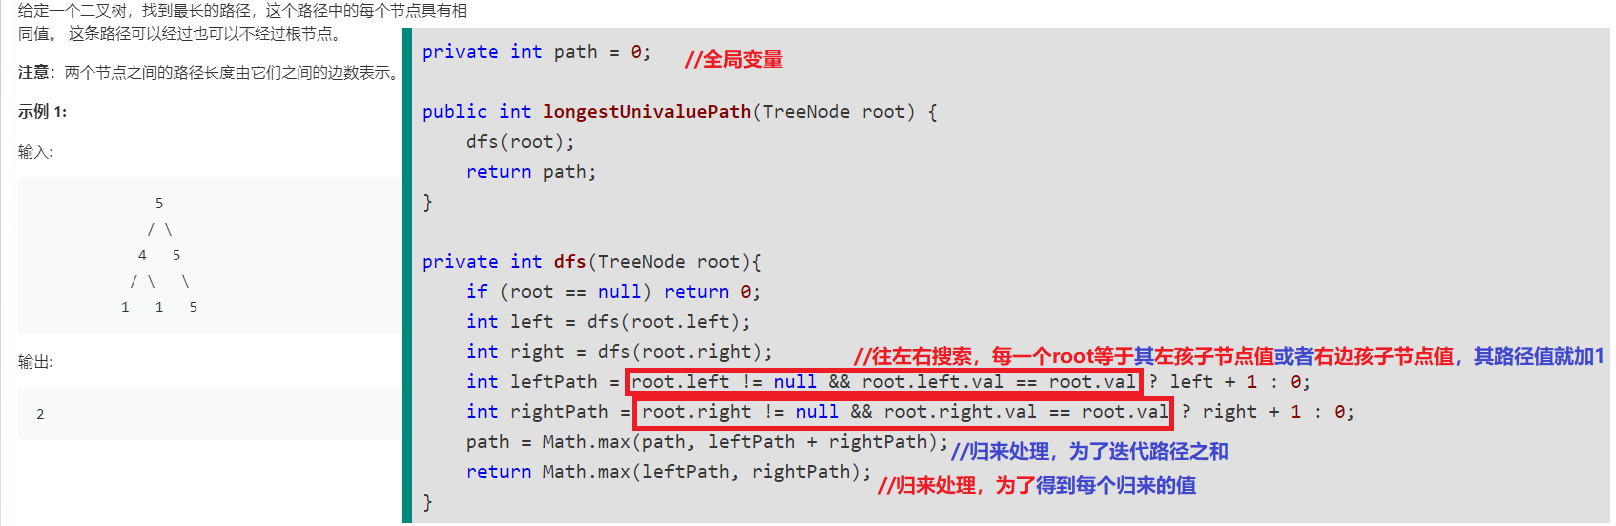 给定一个二叉树，找到最长的路径，这个路径中的每个节点具有相
同值。 这条路径可以经过也可以不经过根节点。
注意：两个节点之间的路径长度由它们之间的边数表示。
示例 1:
输入:
5
/ \
4 5
/ \ \
1 1 5
输出:
2
private int path = 0; //全局变量
public int longestUnivaluePath(TreeNode root) {
dfs(root);
return path;
}
private int dfs(TreeNode root){
if (root == null) return 0;
int left = dfs(root.left);
int right = dfs(root.right); //往左右搜索，每一个root等于其左孩子节点值或者右边孩子节点值，其路径值就加1
int leftPath = root.left != null && root.left.val == root.val ? left + 1 : 0;
int rightPath = root.right != null && root.right.val == root.val ? right + 1 : 0;
path = Math.max(path, leftPath + rightPath); //归来处理，为了迭代路径之和
return Math.max(leftPath, rightPath); //归来处理，为了得到每个归来的值
}